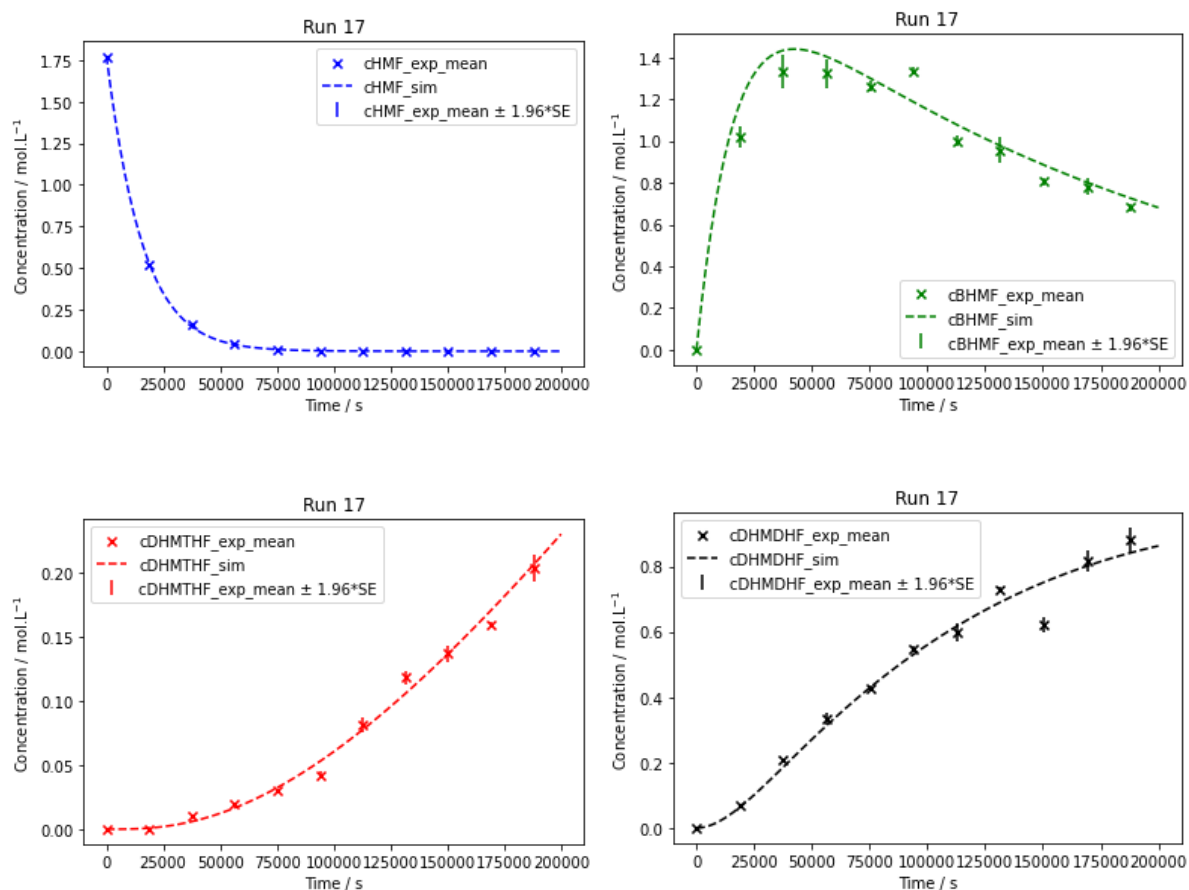 Run 17
Concentration / mol.L⁻¹
1.75
1.50
1.25
1.00
0.75
0.50
0.25
0.00
cHMF_exp_mean
cHMF_sim
cHMF_exp_mean ± 1.96*SE
0 25000 50000 75000 100000 125000 150000 175000 200000
Time / s
Run 17
Concentration / mol.L⁻¹
1.4
1.2
1.0
0.8
0.6
0.4
0.2
0.0
cBHMF_exp_mean
cBHMF_sim
cBHMF_exp_mean ± 1.96*SE
0 25000 50000 75000 100000 125000 150000 175000 200000
Time / s
Run 17
Concentration / mol.L⁻¹
0.20
0.15
0.10
0.05
0.00
cDHMTHF_exp_mean
cDHMTHF_sim
cDHMTHF_exp_mean ± 1.96*SE
0 25000 50000 75000 100000 125000 150000 175000 200000
Time / s
Run 17
Concentration / mol.L⁻¹
0.8
0.6
0.4
0.2
0.0
cDHMDHF_exp_mean
cDHMDHF_sim
cDHMDHF_exp_mean ± 1.96*SE
0 25000 50000 75000 100000 125000 150000 175000 200000
Time / s